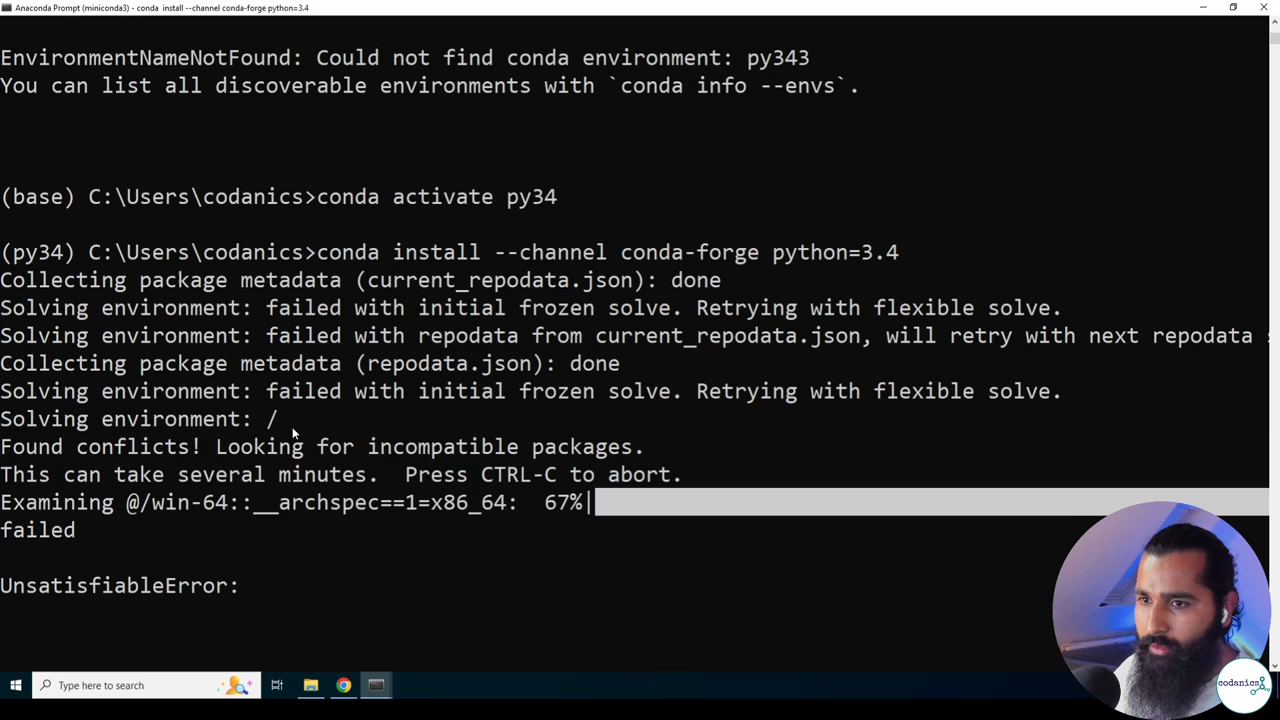 Anaconda Prompt (miniconda3) - conda install --channel conda-forge python=3.4
EnvironmentNameNotFound: Could not find conda environment: py343
You can list all discoverable environments with `conda info --envs`.
(base) C:\Users\codanics>conda activate py34
(py34) C:\Users\codanics>conda install --channel conda-forge python=3.4
Collecting package metadata (current_repodata.json): done
Solving environment: failed with initial frozen solve. Retrying with flexible solve.
Solving environment: failed with repodata from current_repodata.json, will retry with next repodata s
Collecting package metadata (repodata.json): done
Solving environment: failed with initial frozen solve. Retrying with flexible solve.
Solving environment: /
Found conflicts! Looking for incompatible packages.
This can take several minutes.  Press CTRL-C to abort.
Examining @/win-64::__archspec==1=x86_64:  67%|
failed
UnsatisfiableError:
Type here to search
codanics